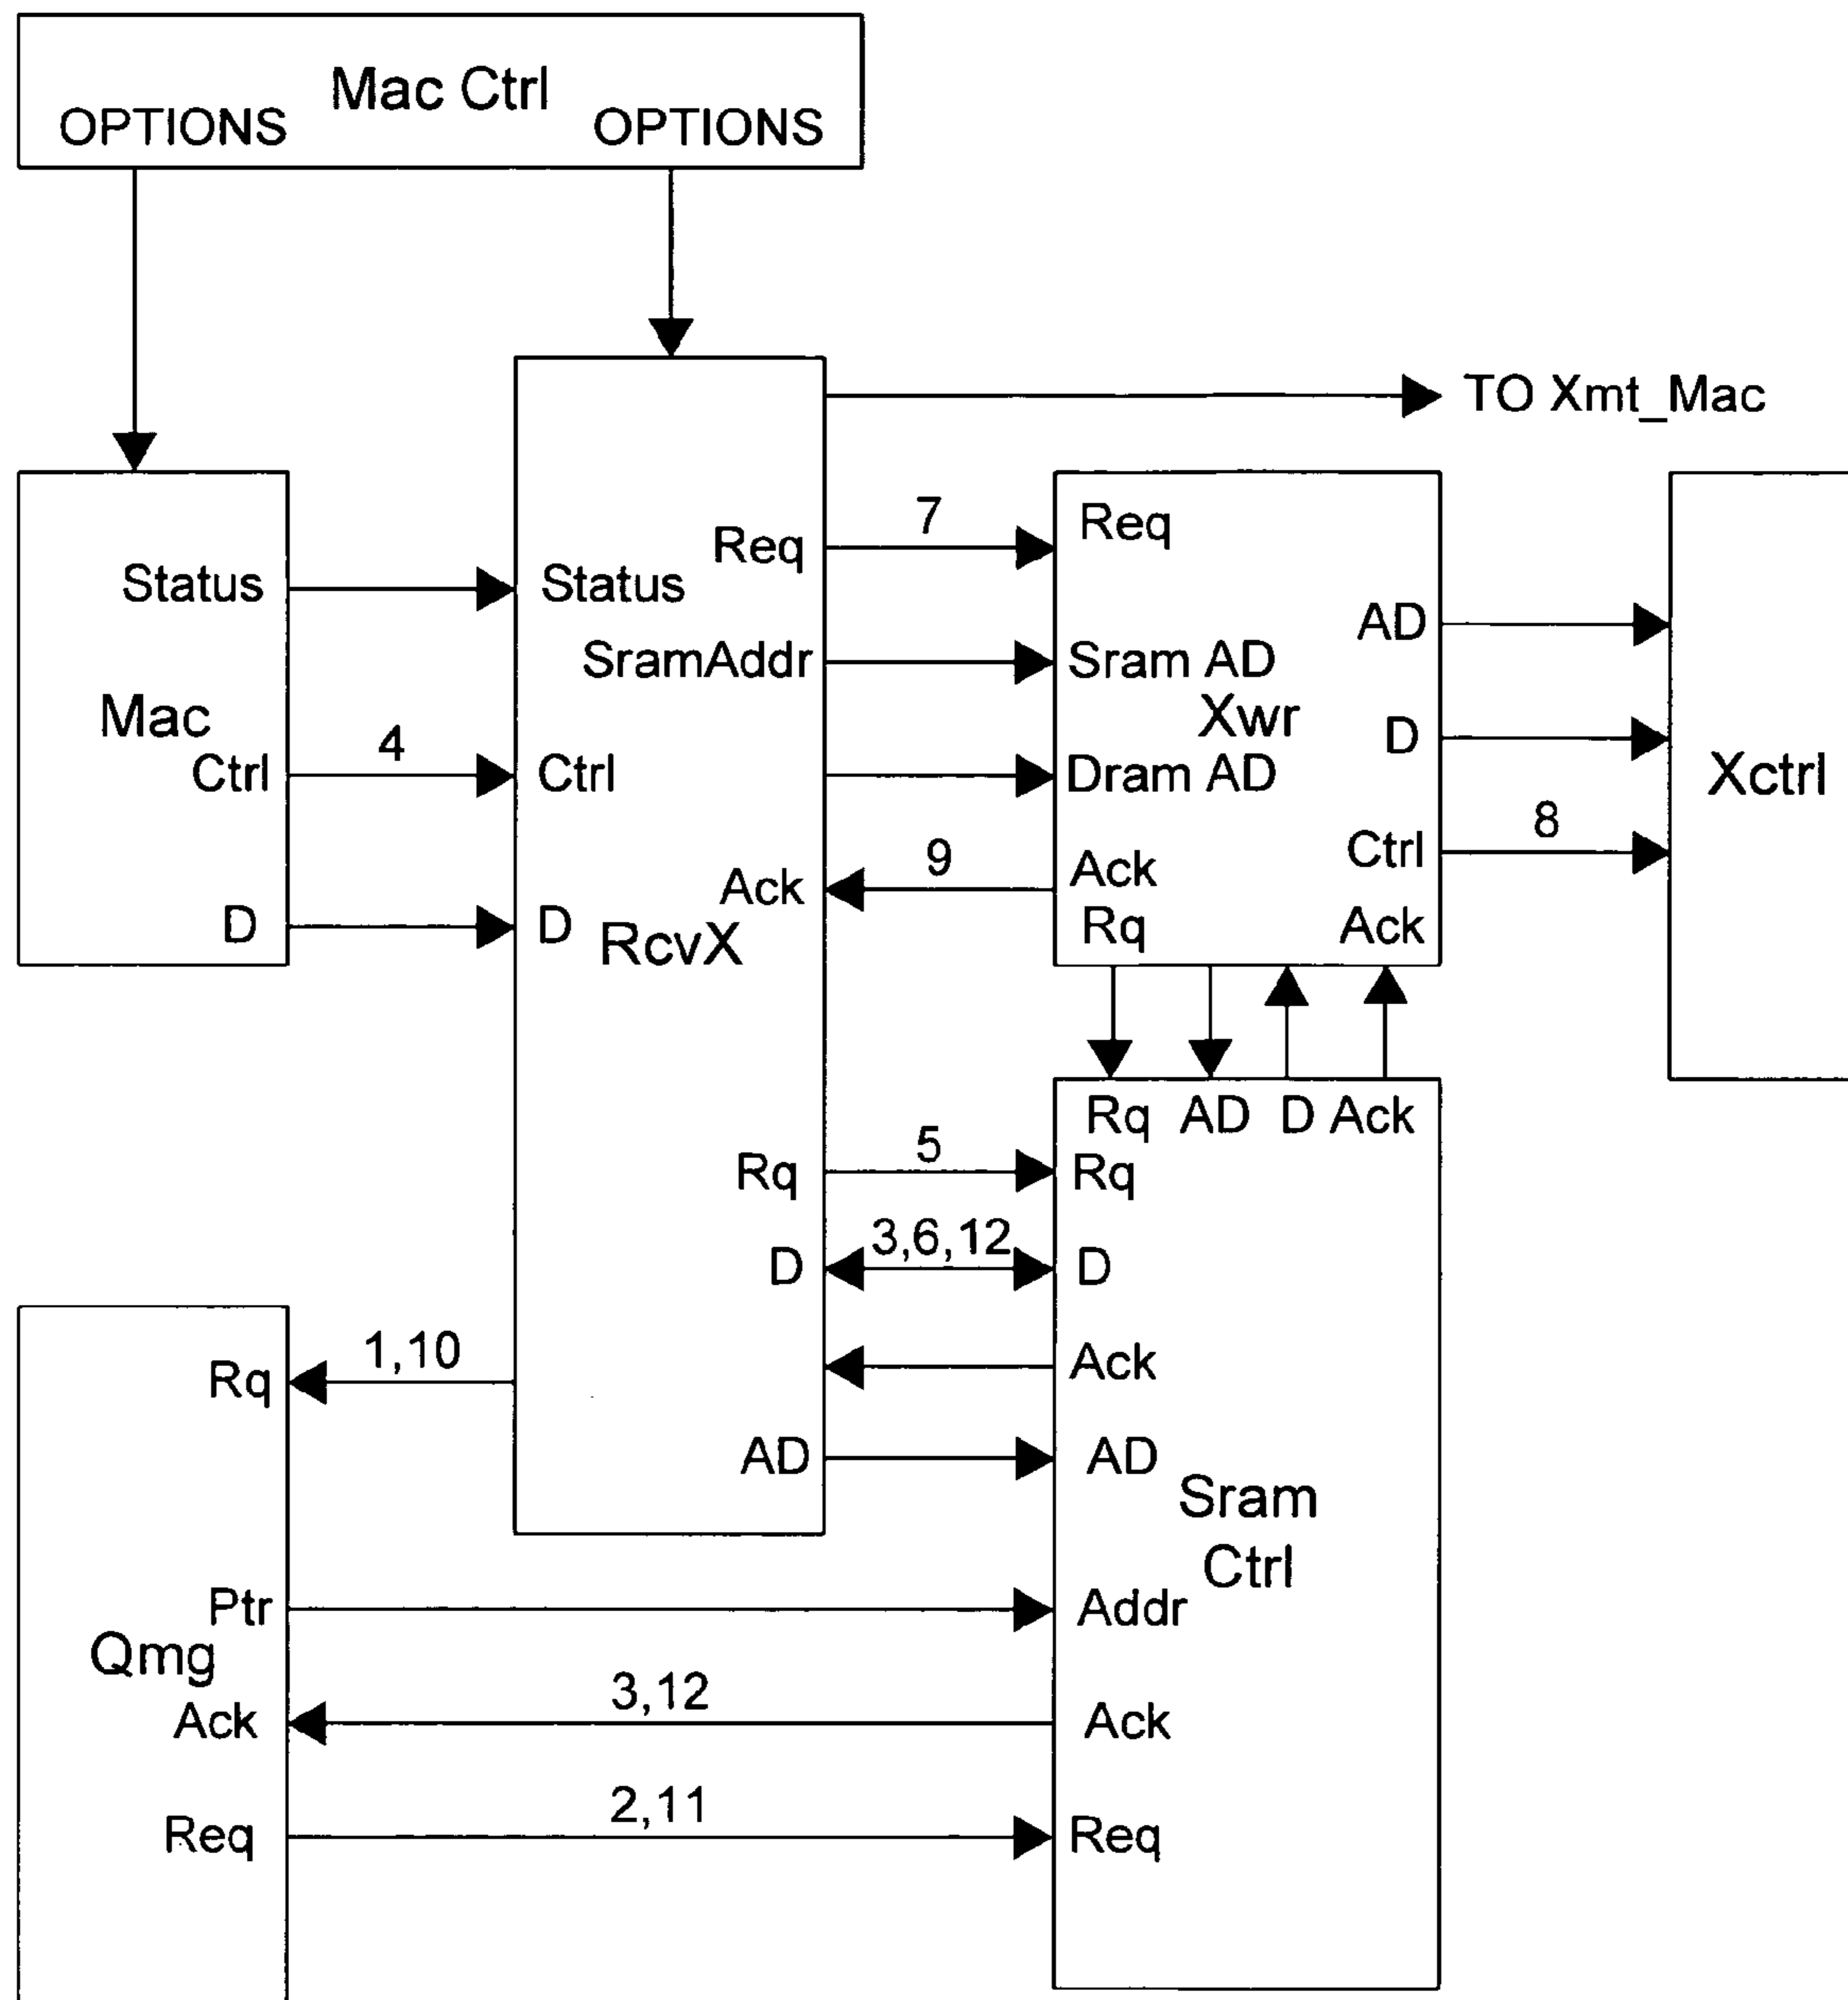 Mac Ctrl
OPTIONS
OPTIONS
TO Xmt_Mac
Mac
Status
Ctrl
D
4
RcvX
Status
Ctrl
D
Req
SramAddr
Ack
Rq
D
AD
7
9
Xwr
Req
Sram AD
Dram AD
Ack
Rq
AD
D
Ctrl
Ack
8
Xctrl
5
3,6,12
1,10
Sram
Ctrl
Rq AD D Ack
Rq
D
Ack
AD
Addr
Ack
Req
Qmg
Rq
Ptr
Ack
Req
3,12
2,11